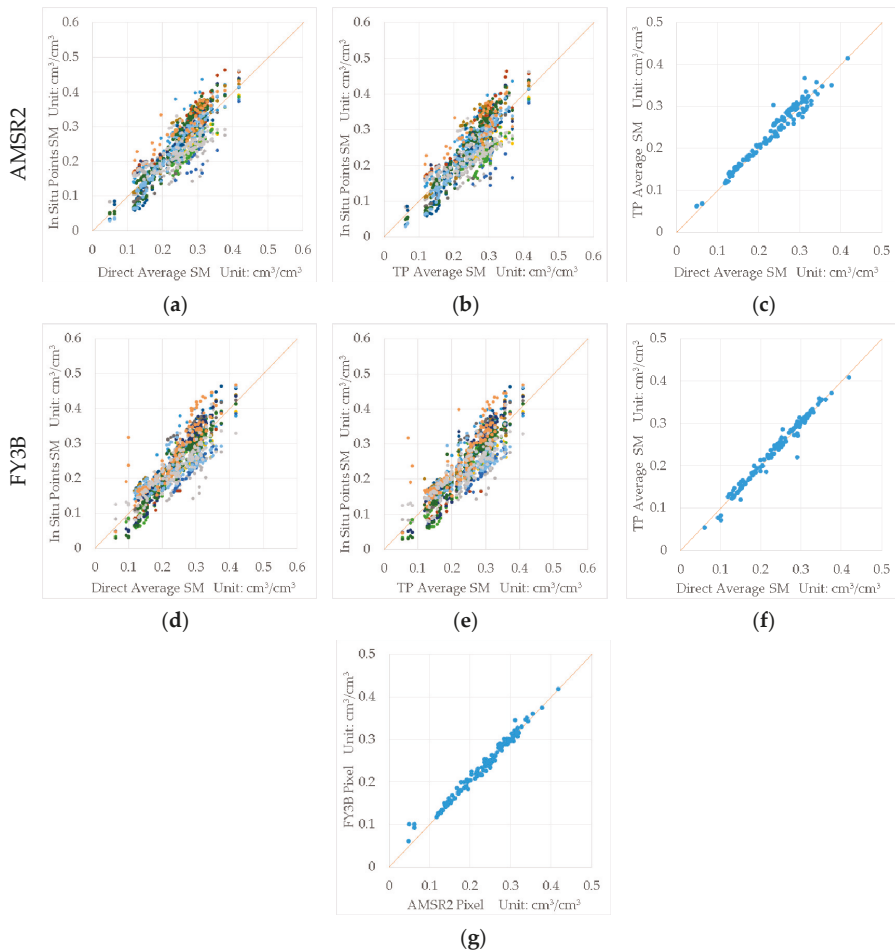 AMSR2
In Situ Points SM Unit: cm³/cm³
0.6
0.5
0.4
0.3
0.2
0.1
0
0 0.1 0.2 0.3 0.4 0.5 0.6
Direct Average SM Unit: cm³/cm³
(a)
In Situ Points SM Unit: cm³/cm³
0.6
0.5
0.4
0.3
0.2
0.1
0
0 0.1 0.2 0.3 0.4 0.5 0.6
TP Average SM Unit: cm³/cm³
(b)
TP Average SM Unit: cm³/cm³
0.5
0.4
0.3
0.2
0.1
0
0 0.1 0.2 0.3 0.4 0.5
Direct Average SM Unit: cm³/cm³
(c)
FY3B
In Situ Points SM Unit: cm³/cm³
0.6
0.5
0.4
0.3
0.2
0.1
0
0 0.1 0.2 0.3 0.4 0.5 0.6
Direct Average SM Unit: cm³/cm³
(d)
In Situ Points SM Unit: cm³/cm³
0.6
0.5
0.4
0.3
0.2
0.1
0
0 0.1 0.2 0.3 0.4 0.5 0.6
TP Average SM Unit: cm³/cm³
(e)
TP Average SM Unit: cm³/cm³
0.5
0.4
0.3
0.2
0.1
0
0 0.1 0.2 0.3 0.4 0.5
Direct Average SM Unit: cm³/cm³
(f)
FY3B Pixel Unit: cm³/cm³
0.5
0.4
0.3
0.2
0.1
0
0 0.1 0.2 0.3 0.4 0.5
AMSR2 Pixel Unit: cm³/cm³
(g)